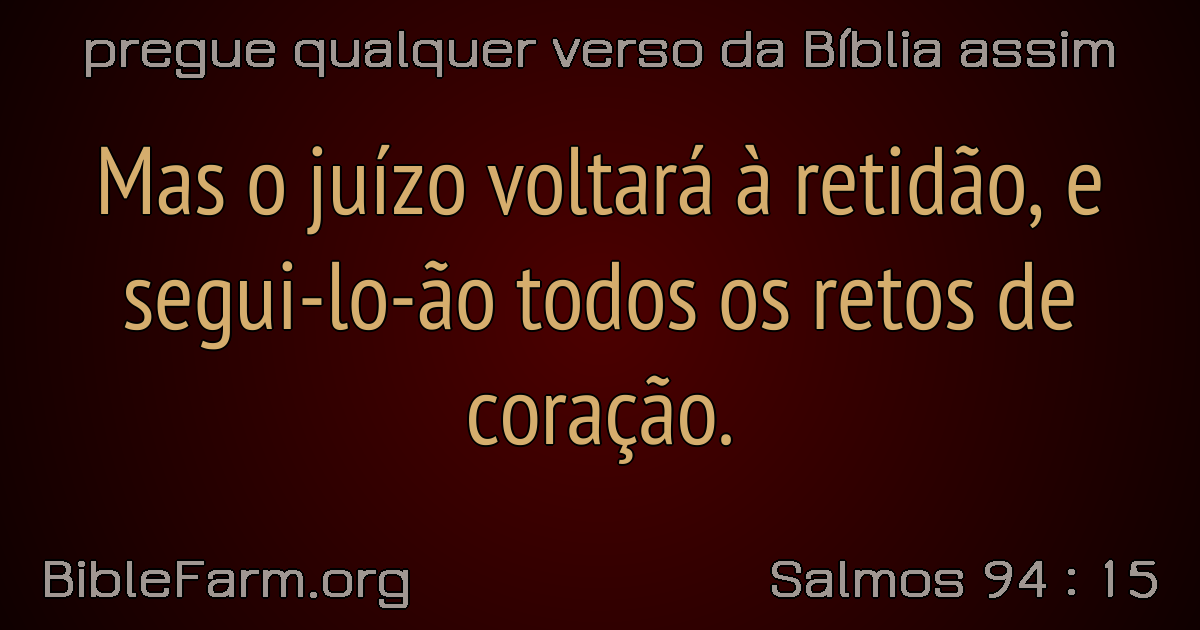 pregue qualquer verso da Bíblia assim
Mas o juízo voltará à retidão, e
segui-lo-ão todos os retos de
coração.
BibleFarm.org
Salmos 94 : 15